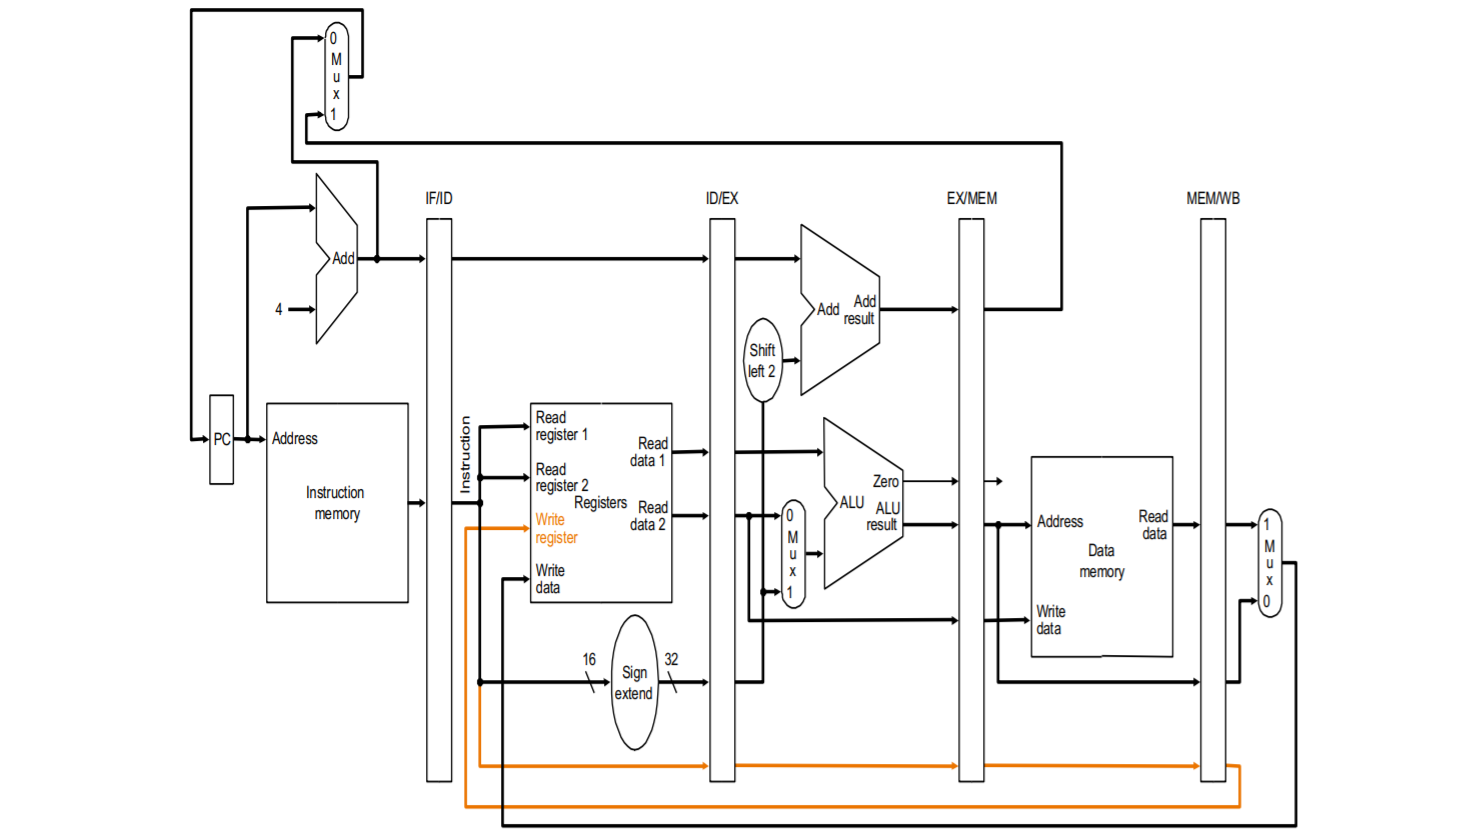 0
M
u
x
1
IF/ID
ID/EX
EX/MEM
MEM/WB
Add
4
Add
Add
result
Shift
left 2
PC
Address
Instruction
memory
Instruction
Read
register 1
Read
register 2
Write
register
Write
data
Registers
Read
data 1
Read
data 2
0
M
u
x
1
Zero
ALU
ALU
result
Address
Read
data
Data
memory
Write
data
1
M
u
x
0
16
Sign
extend
32